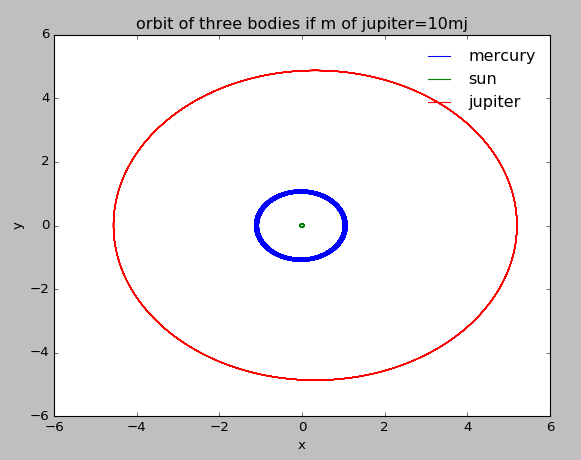 orbit of three bodies if m of jupiter=10mj
mercury
sun
jupiter
6
4
2
0
−2
−4
−6
y
−6 −4 −2 0 2 4 6
x